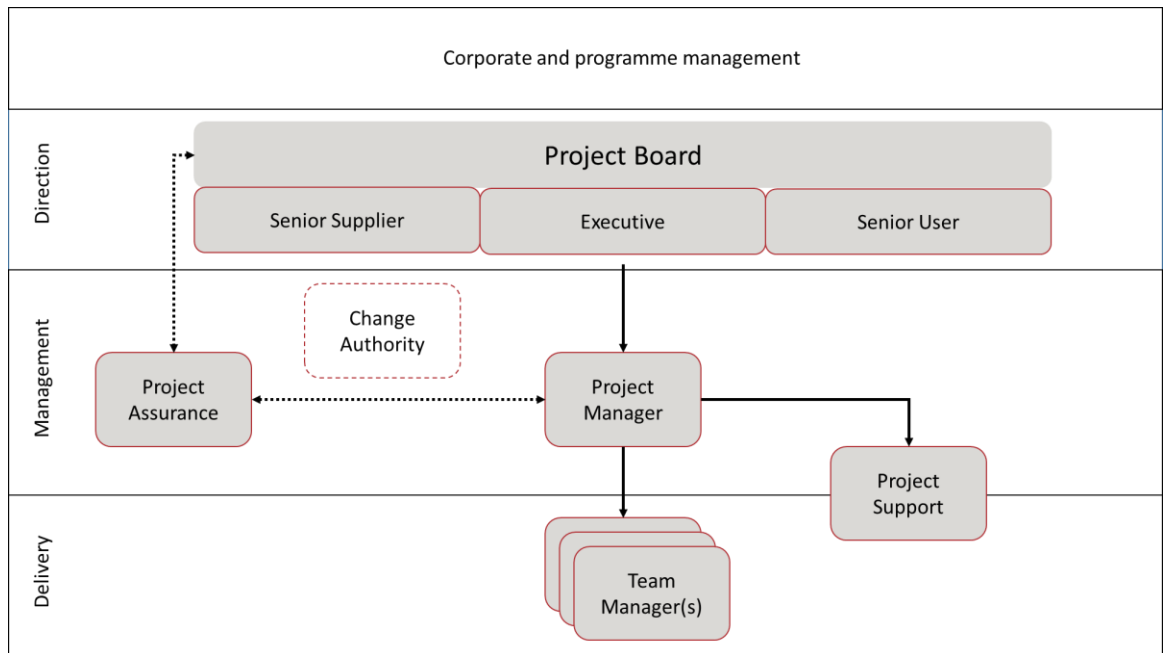 Corporate and programme management
Direction
Project Board
Senior Supplier
Executive
Senior User
Management
Change
Authority
Project
Assurance
Project
Manager
Project
Support
Delivery
Team
Manager(s)